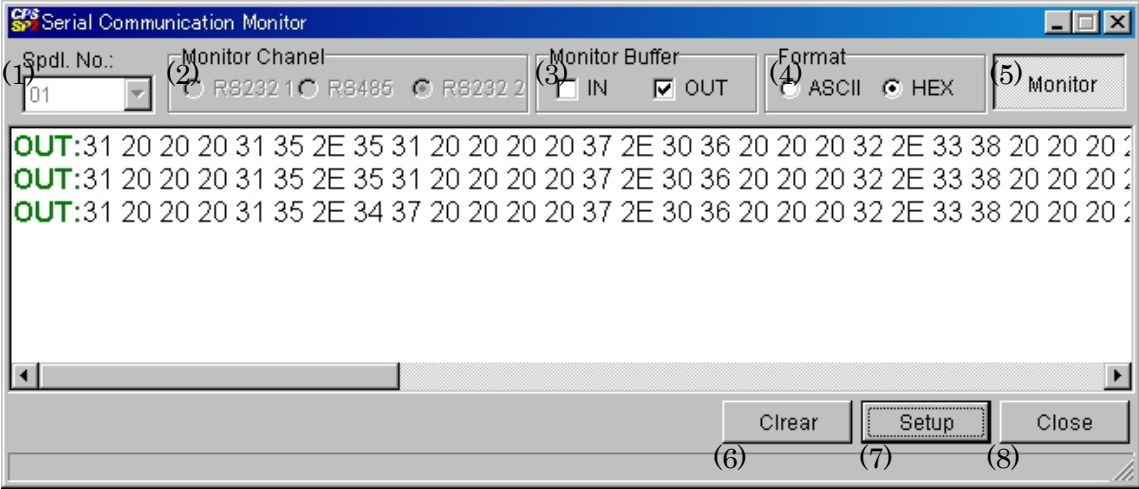 CPS SP Serial Communication Monitor
Spdl. No.: Monitor Chanel Monitor Buffer Format
(1) (2) (3) (4) (5)
01 RS232 1 RS485 RS232 2 IN OUT ASCII HEX Monitor
OUT:31 20 20 20 31 35 2E 35 31 20 20 20 20 37 2E 30 36 20 20 20 32 2E 33 38 20 20 20
OUT:31 20 20 20 31 35 2E 35 31 20 20 20 20 37 2E 30 36 20 20 20 32 2E 33 38 20 20 20
OUT:31 20 20 20 31 35 2E 34 37 20 20 20 20 37 2E 30 36 20 20 20 32 2E 33 38 20 20 20
Clrear Setup Close
(6) (7) (8)